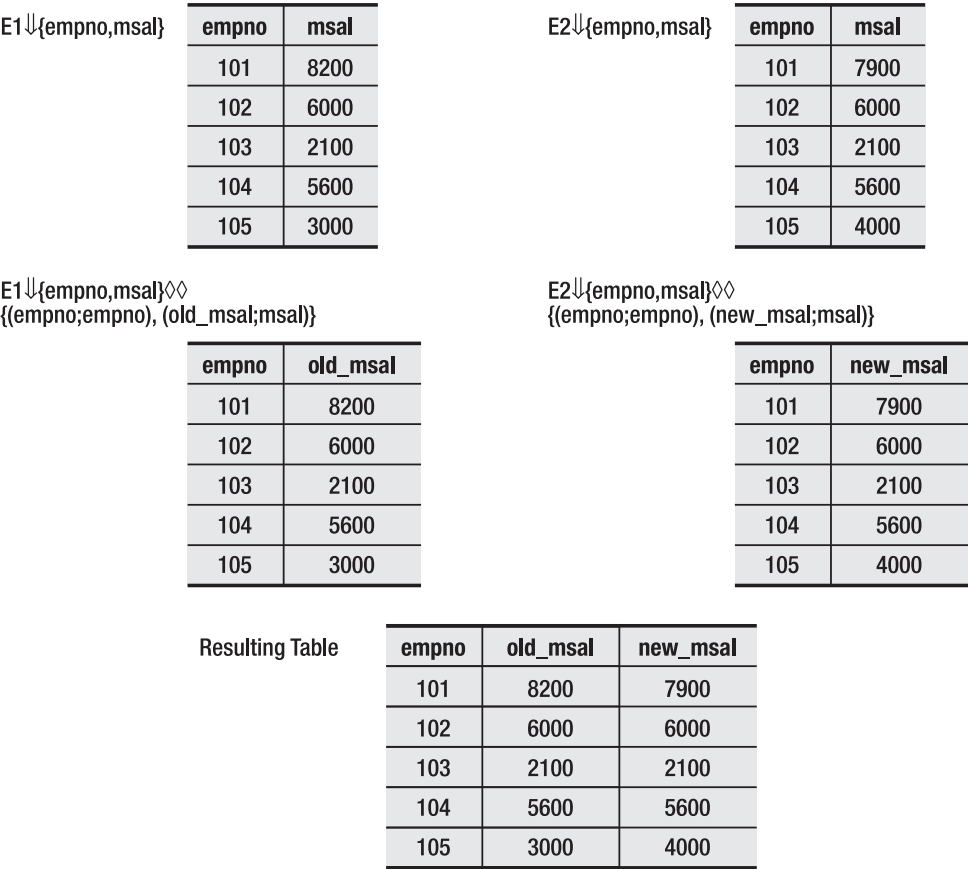 E1⇓{empno,msal}
empno msal
101 8200
102 6000
103 2100
104 5600
105 3000
E2⇓{empno,msal}
empno msal
101 7900
102 6000
103 2100
104 5600
105 4000
E1⇓{empno,msal}◊◊
{(empno;empno), (old_msal;msal)}
empno old_msal
101 8200
102 6000
103 2100
104 5600
105 3000
E2⇓{empno,msal}◊◊
{(empno;empno), (new_msal;msal)}
empno new_msal
101 7900
102 6000
103 2100
104 5600
105 4000
Resulting Table
empno old_msal new_msal
101 8200 7900
102 6000 6000
103 2100 2100
104 5600 5600
105 3000 4000